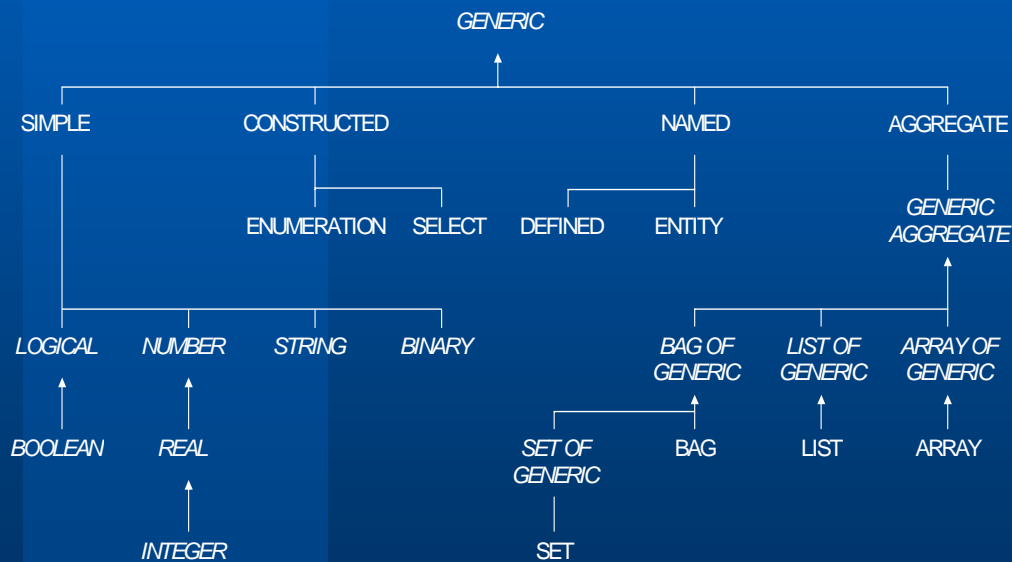 GENERIC
SIMPLE CONSTRUCTED NAMED AGGREGATE
ENUMERATION SELECT DEFINED ENTITY GENERIC
AGGREGATE
LOGICAL NUMBER STRING BINARY BAG OF LIST OF ARRAY OF
GENERIC GENERIC GENERIC
BOOLEAN REAL SET OF BAG LIST ARRAY
GENERIC
INTEGER SET